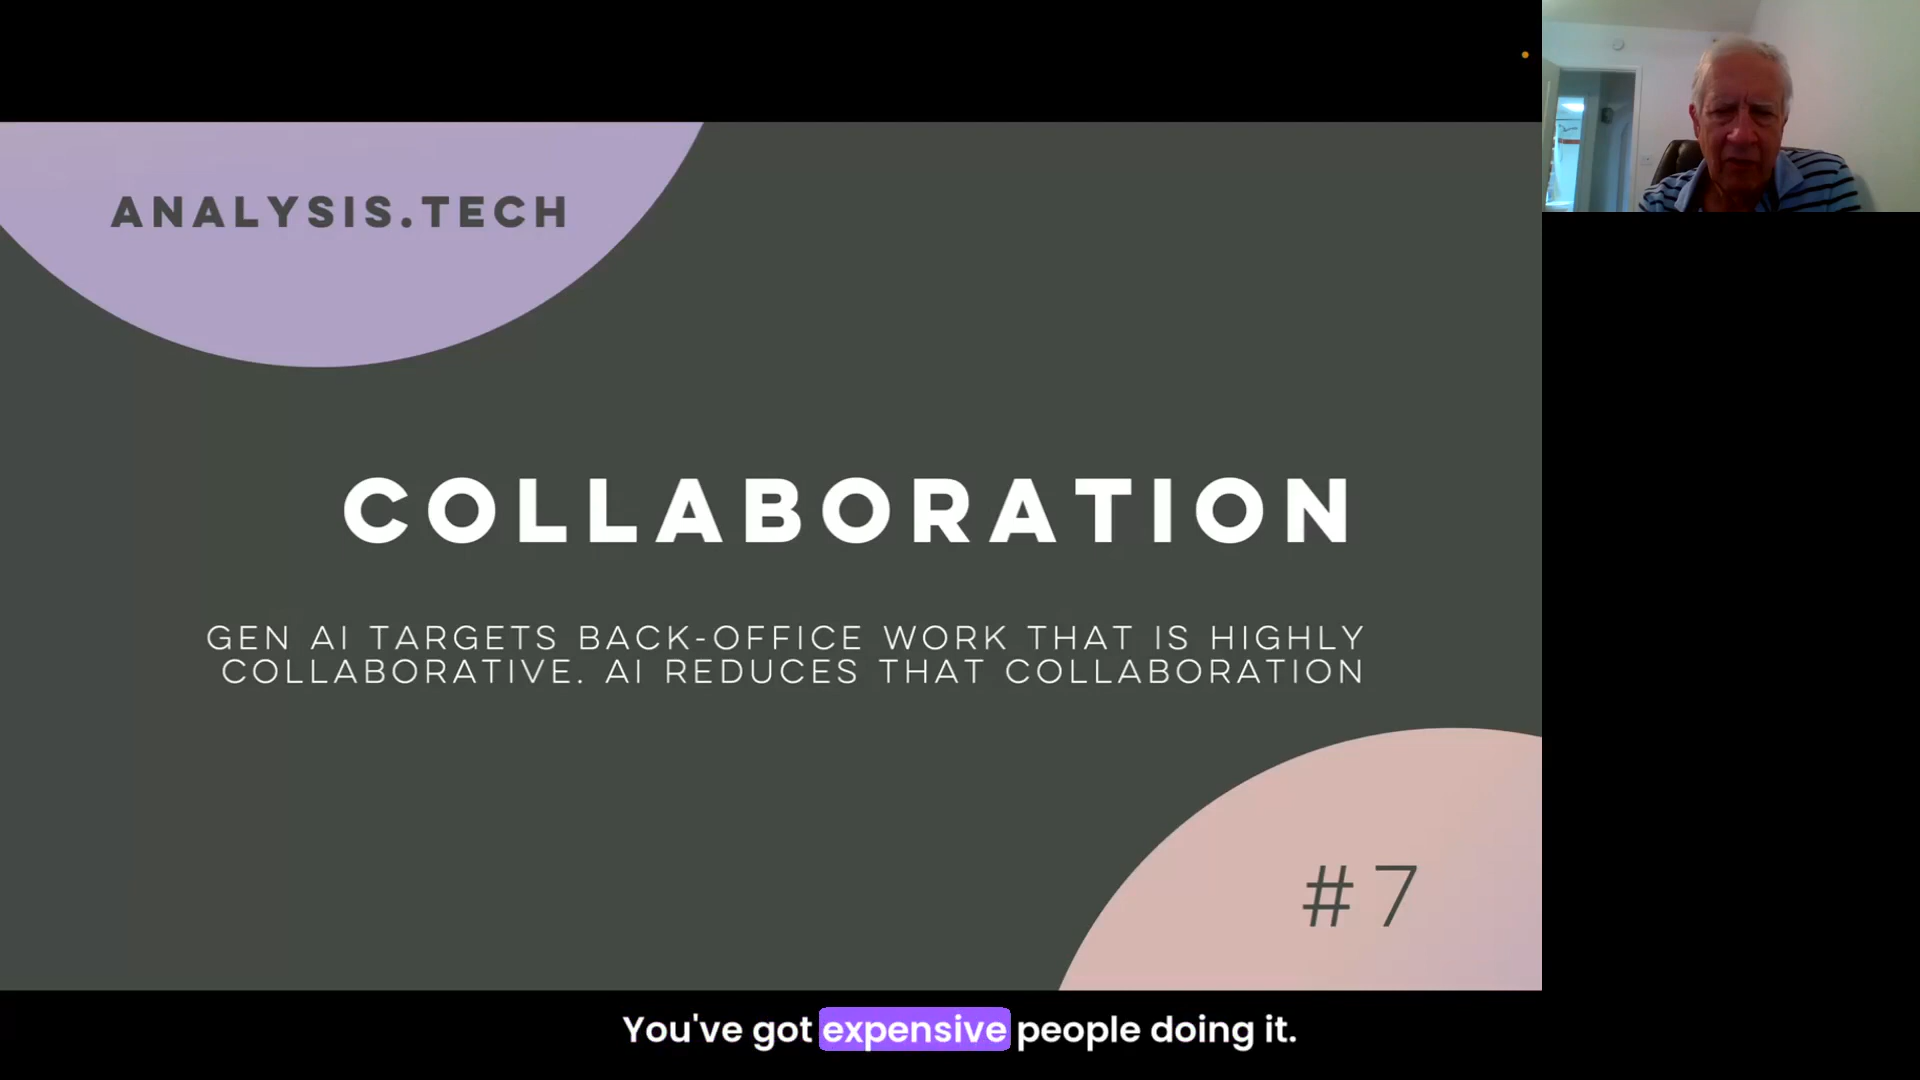 ANALYSIS.TECH
COLLABORATION
GEN AI TARGETS BACK-OFFICE WORK THAT IS HIGHLY
COLLABORATIVE. AI REDUCES THAT COLLABORATION
#7
You've got expensive people doing it.